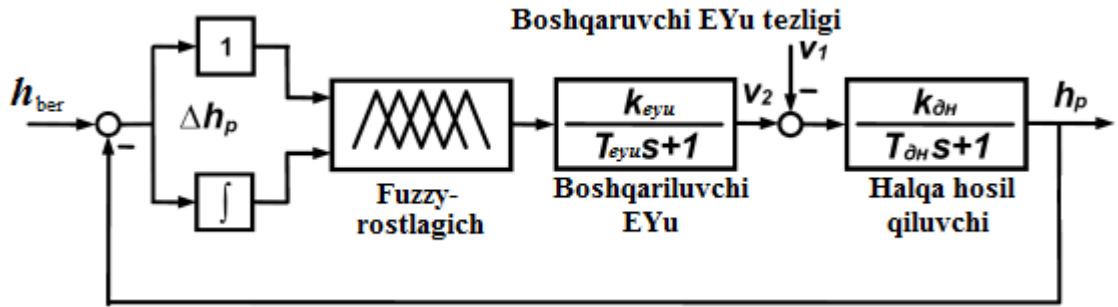 Boshqaruvchi EYu tezligi
v₁
1
h_ber
Δh_p
−
k_eyu
T_eyu s+1
v₂
−
k_дн
T_дн s+1
h_p
∫
Fuzzy-
rostlagich
Boshqariluvchi
EYu
Halqa hosil
qiluvchi
−